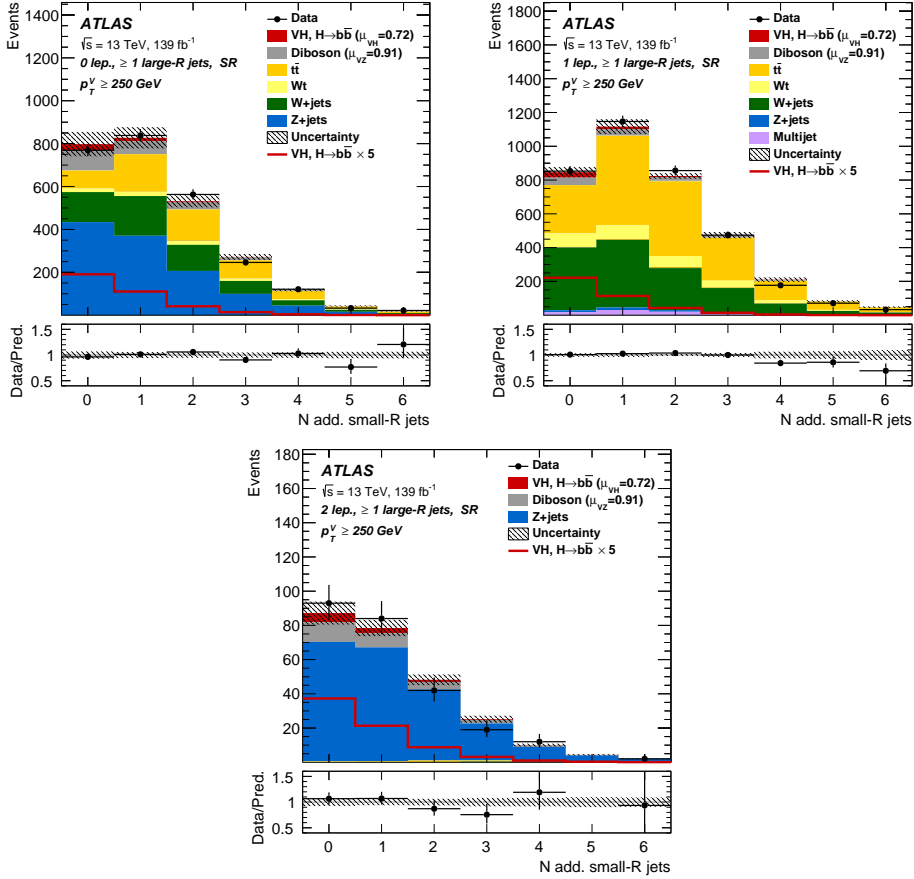 Events
1400
1200
1000
800
600
400
200
ATLAS
√s = 13 TeV, 139 fb⁻¹
0 lep., ≥ 1 large-R jets, SR
p_T^V ≥ 250 GeV
Data
VH, H→bb̄ (μ_VH=0.72)
Diboson (μ_VZ=0.91)
tt̄
Wt
W+jets
Z+jets
Uncertainty
VH, H→bb̄ × 5
Data/Pred.
1.5
1
0.5
0 1 2 3 4 5 6
N add. small-R jets
Events
1800
1600
1400
1200
1000
800
600
400
200
ATLAS
√s = 13 TeV, 139 fb⁻¹
1 lep., ≥ 1 large-R jets, SR
p_T^V ≥ 250 GeV
Data
VH, H→bb̄ (μ_VH=0.72)
Diboson (μ_VZ=0.91)
tt̄
Wt
W+jets
Z+jets
Multijet
Uncertainty
VH, H→bb̄ × 5
Data/Pred.
1.5
1
0.5
0 1 2 3 4 5 6
N add. small-R jets
Events
180
160
140
120
100
80
60
40
20
ATLAS
√s = 13 TeV, 139 fb⁻¹
2 lep., ≥ 1 large-R jets, SR
p_T^V ≥ 250 GeV
Data
VH, H→bb̄ (μ_VH=0.72)
Diboson (μ_VZ=0.91)
Z+jets
Uncertainty
VH, H→bb̄ × 5
Data/Pred.
1.5
1
0.5
0 1 2 3 4 5 6
N add. small-R jets